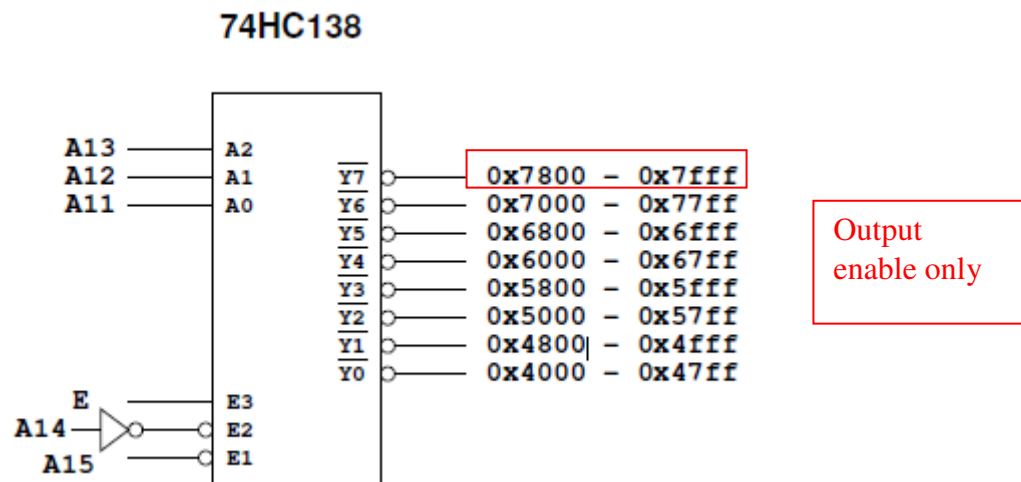 74HC138
A13 A2
A12 A1 Y7 0x7800 - 0x7fff
A11 A0 Y6 0x7000 - 0x77ff
Y5 0x6800 - 0x6fff
Y4 0x6000 - 0x67ff
Y3 0x5800 - 0x5fff
Y2 0x5000 - 0x57ff
Y1 0x4800 - 0x4fff
Y0 0x4000 - 0x47ff
E E3
A14 E2
A15 E1
Output
enable only